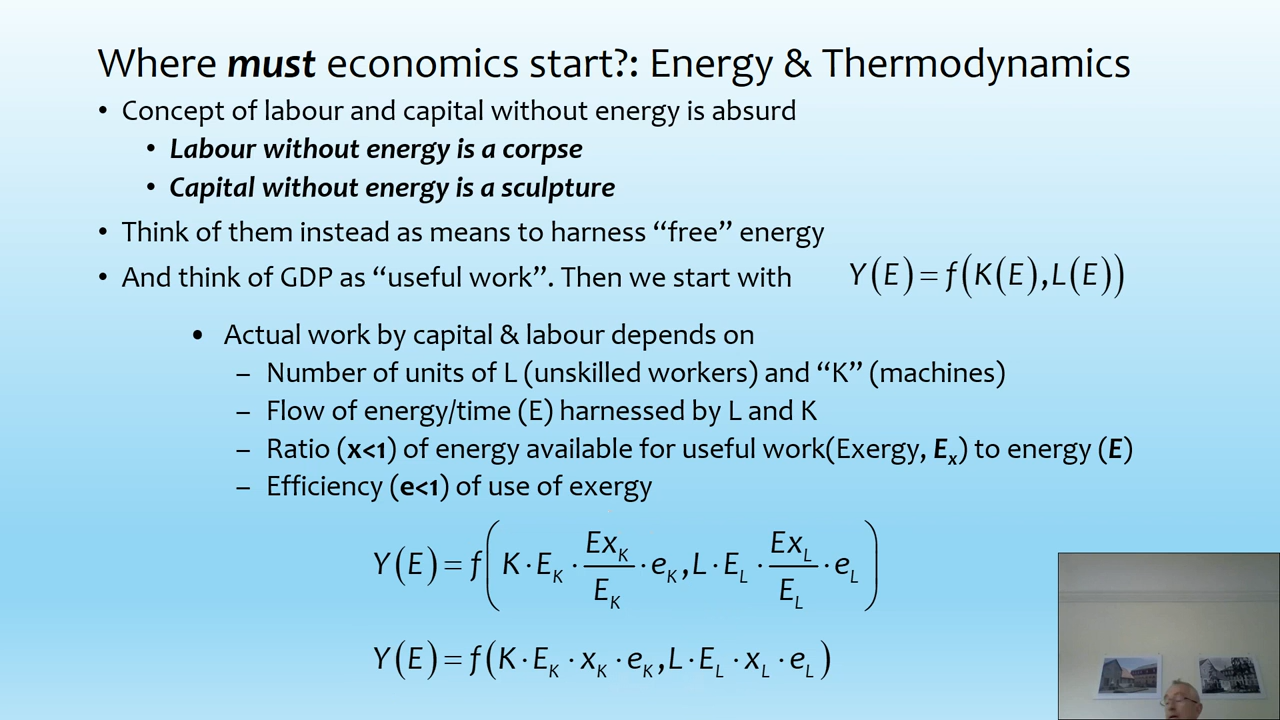 Where must economics start?: Energy & Thermodynamics
• Concept of labour and capital without energy is absurd
• Labour without energy is a corpse
• Capital without energy is a sculpture
• Think of them instead as means to harness “free” energy
• And think of GDP as “useful work”. Then we start with Y(E)=f(K(E),L(E))
• Actual work by capital & labour depends on
– Number of units of L (unskilled workers) and “K” (machines)
– Flow of energy/time (E) harnessed by L and K
– Ratio (x<1) of energy available for useful work(Exergy, Eₓ) to energy (E)
– Efficiency (e<1) of use of exergy
Y(E)=f(K·E_K·Ex_K/E_K·e_K,L·E_L·Ex_L/E_L·e_L)
Y(E)=f(K·E_K·x_K·e_K,L·E_L·x_L·e_L)